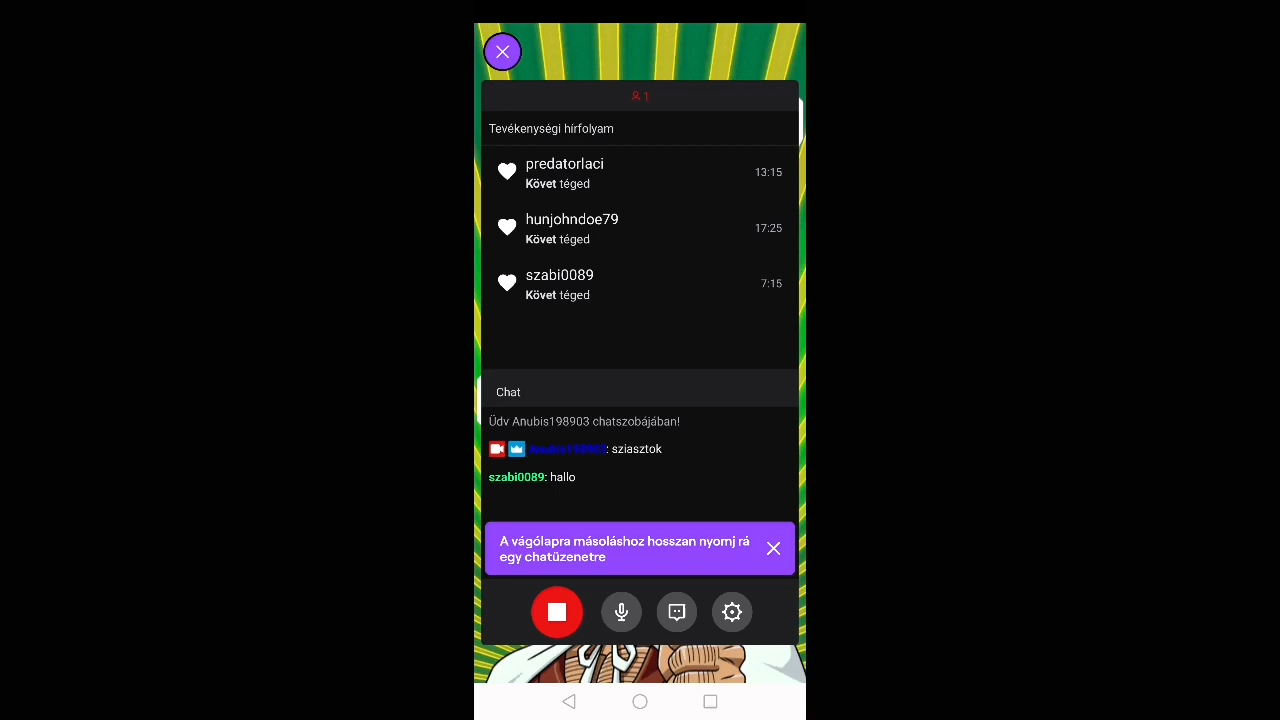 1
Tevékenységi hírfolyam
predatorlaci
Követ téged
13:15
hunjohndoe79
Követ téged
17:25
szabi0089
Követ téged
7:15
Chat
Üdv Anubis198903 chatszobájában!
Anubis198903: sziasztok
szabi0089: hallo
A vágólapra másoláshoz hosszan nyomj rá
egy chatüzenetre